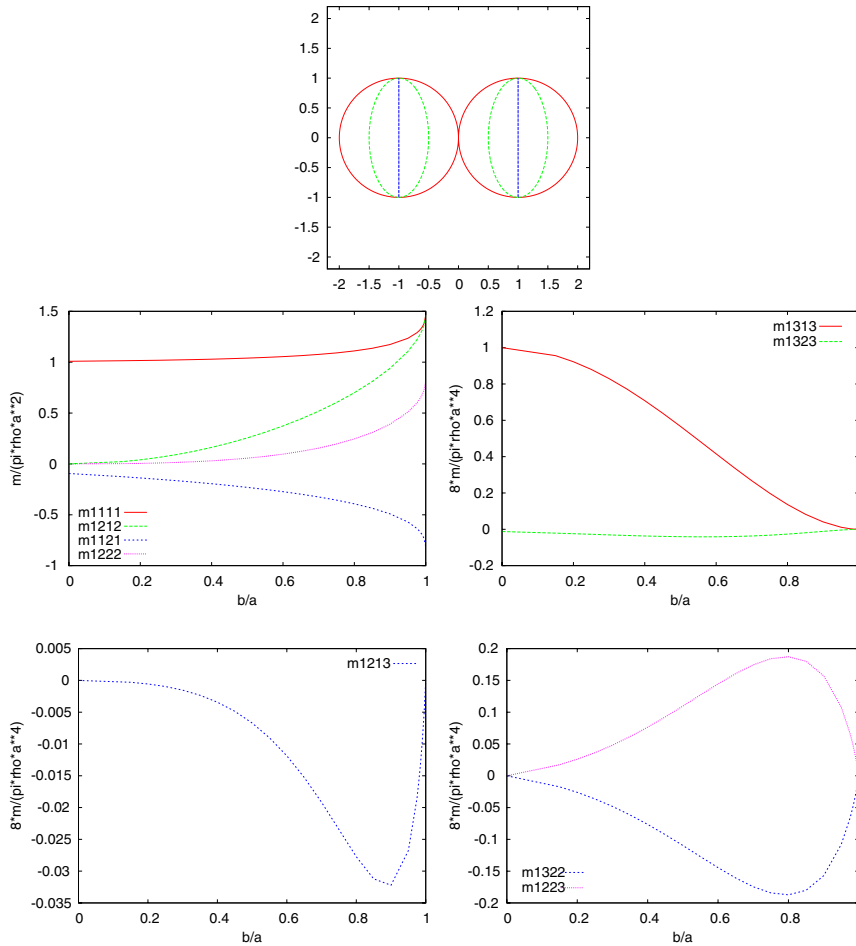 2
1.5
1
0.5
0
-0.5
-1
-1.5
-2
-2 -1.5 -1 -0.5 0 0.5 1 1.5 2
1.5
1
0.5
0
-0.5
-1
m/(pi*rho*a**2)
m1111
m1212
m1121
m1222
0 0.2 0.4 0.6 0.8 1
b/a
1.2
1
0.8
0.6
0.4
0.2
0
-0.2
8*m/(pi*rho*a**4)
m1313
m1323
0 0.2 0.4 0.6 0.8
b/a
0.005
0
-0.005
-0.01
-0.015
-0.02
-0.025
-0.03
-0.035
8*m/(pi*rho*a**4)
m1213
0 0.2 0.4 0.6 0.8 1
b/a
0.2
0.15
0.1
0.05
0
-0.05
-0.1
-0.15
-0.2
8*m/(pi*rho*a**4)
m1322
m1223
0 0.2 0.4 0.6 0.8
b/a